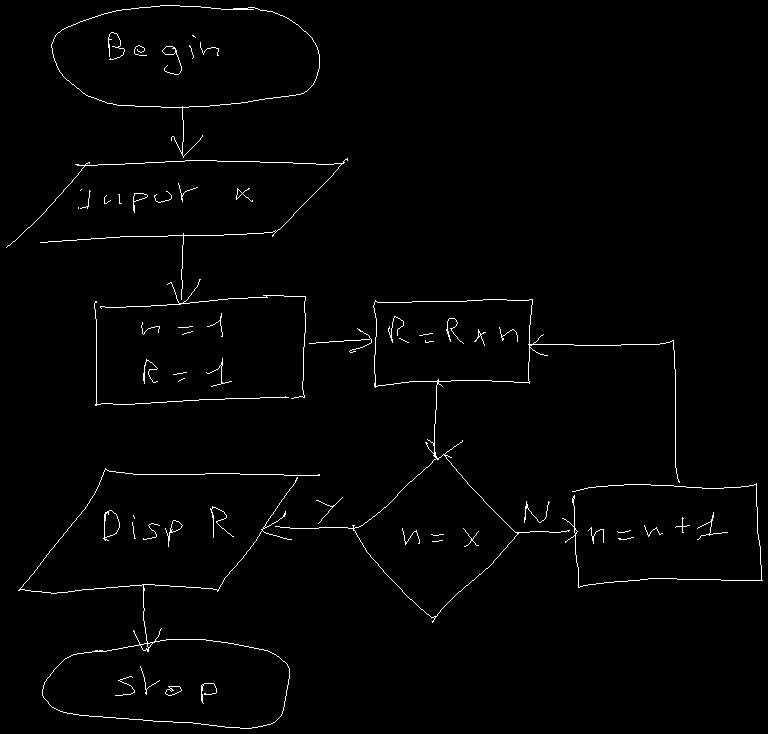 Begin
Input x
n = 1
R = 1
R = R x n
n = x
N
n = n + 1
Y
Disp R
stop